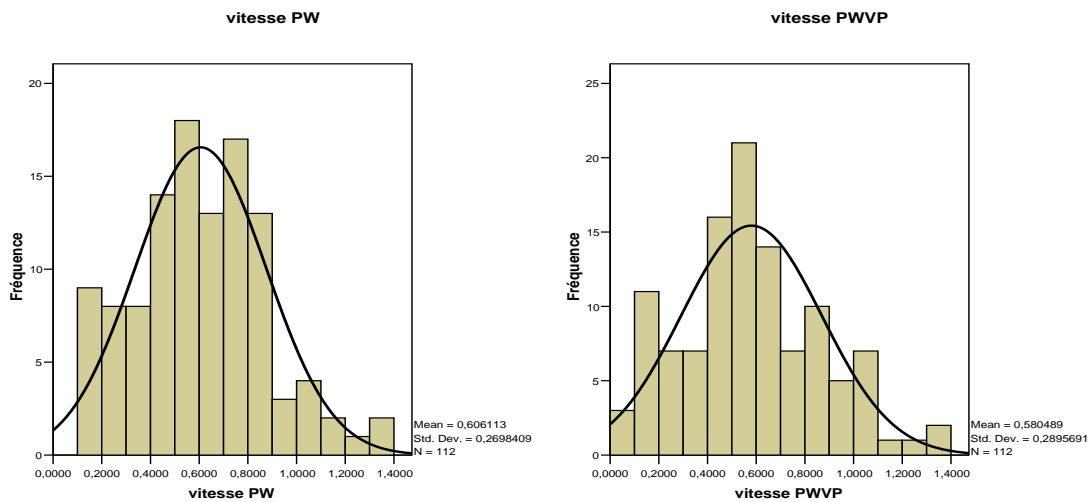 vitesse PW
20
15
10
5
0
Fréquence
0,0000 0,2000 0,4000 0,6000 0,8000 1,0000 1,2000 1,4000
vitesse PW
Mean = 0,606113
Std. Dev. = 0,2698409
N = 112
vitesse PWVP
25
20
15
10
5
0
Fréquence
0,0000 0,2000 0,4000 0,6000 0,8000 1,0000 1,2000 1,4000
vitesse PWVP
Mean = 0,580489
Std. Dev. = 0,2895691
N = 112